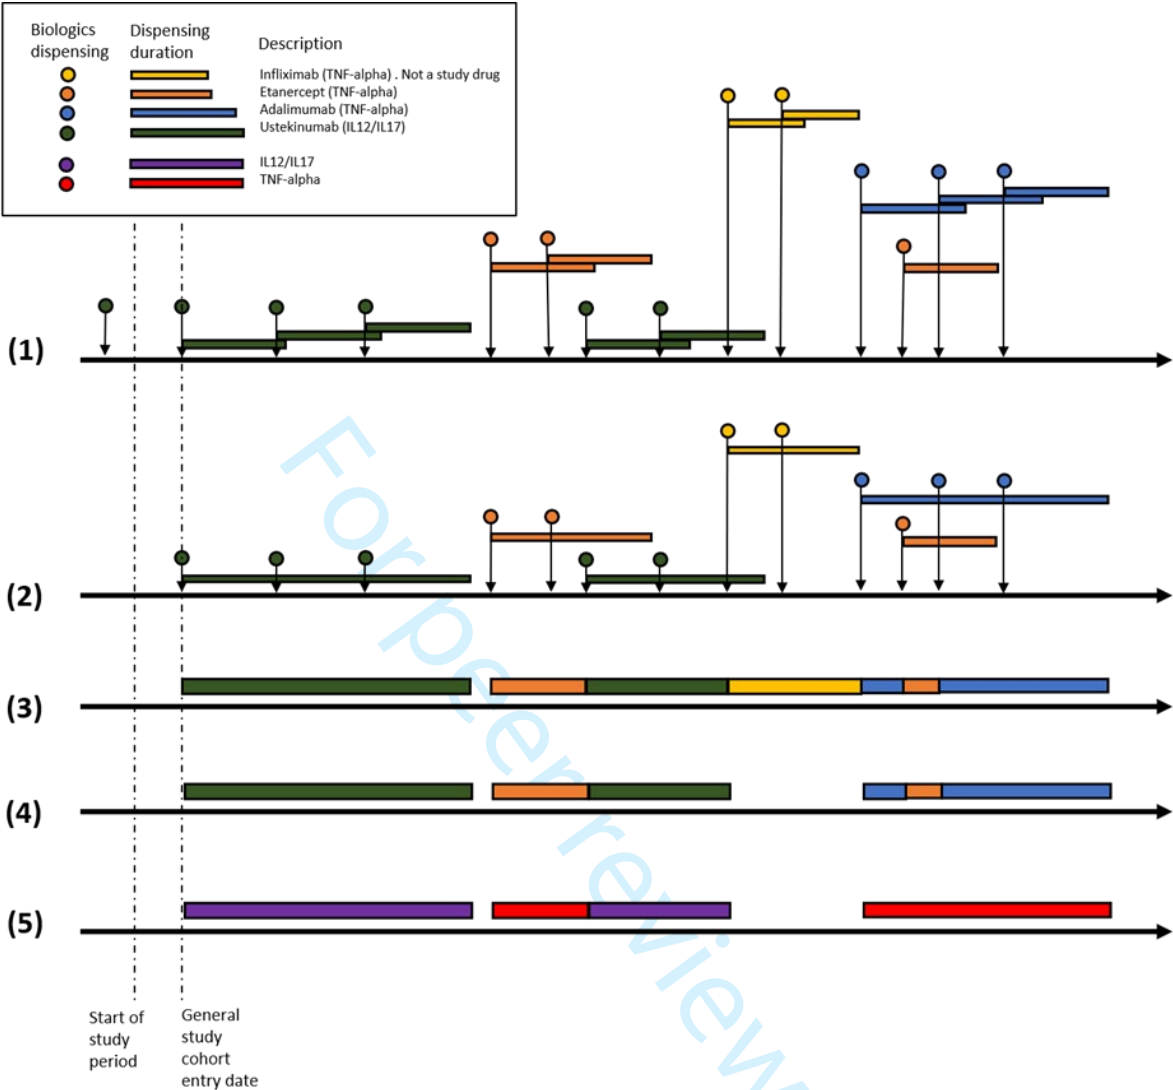 Biologics
dispensing
Dispensing
duration
Description
Infliximab (TNF-alpha) . Not a study drug
Etanercept (TNF-alpha)
Adalimumab (TNF-alpha)
Ustekinumab (IL12/IL17)
IL12/IL17
TNF-alpha
(1)
(2)
(3)
(4)
(5)
For peer review
Start of
study
period
General
study
cohort
entry date